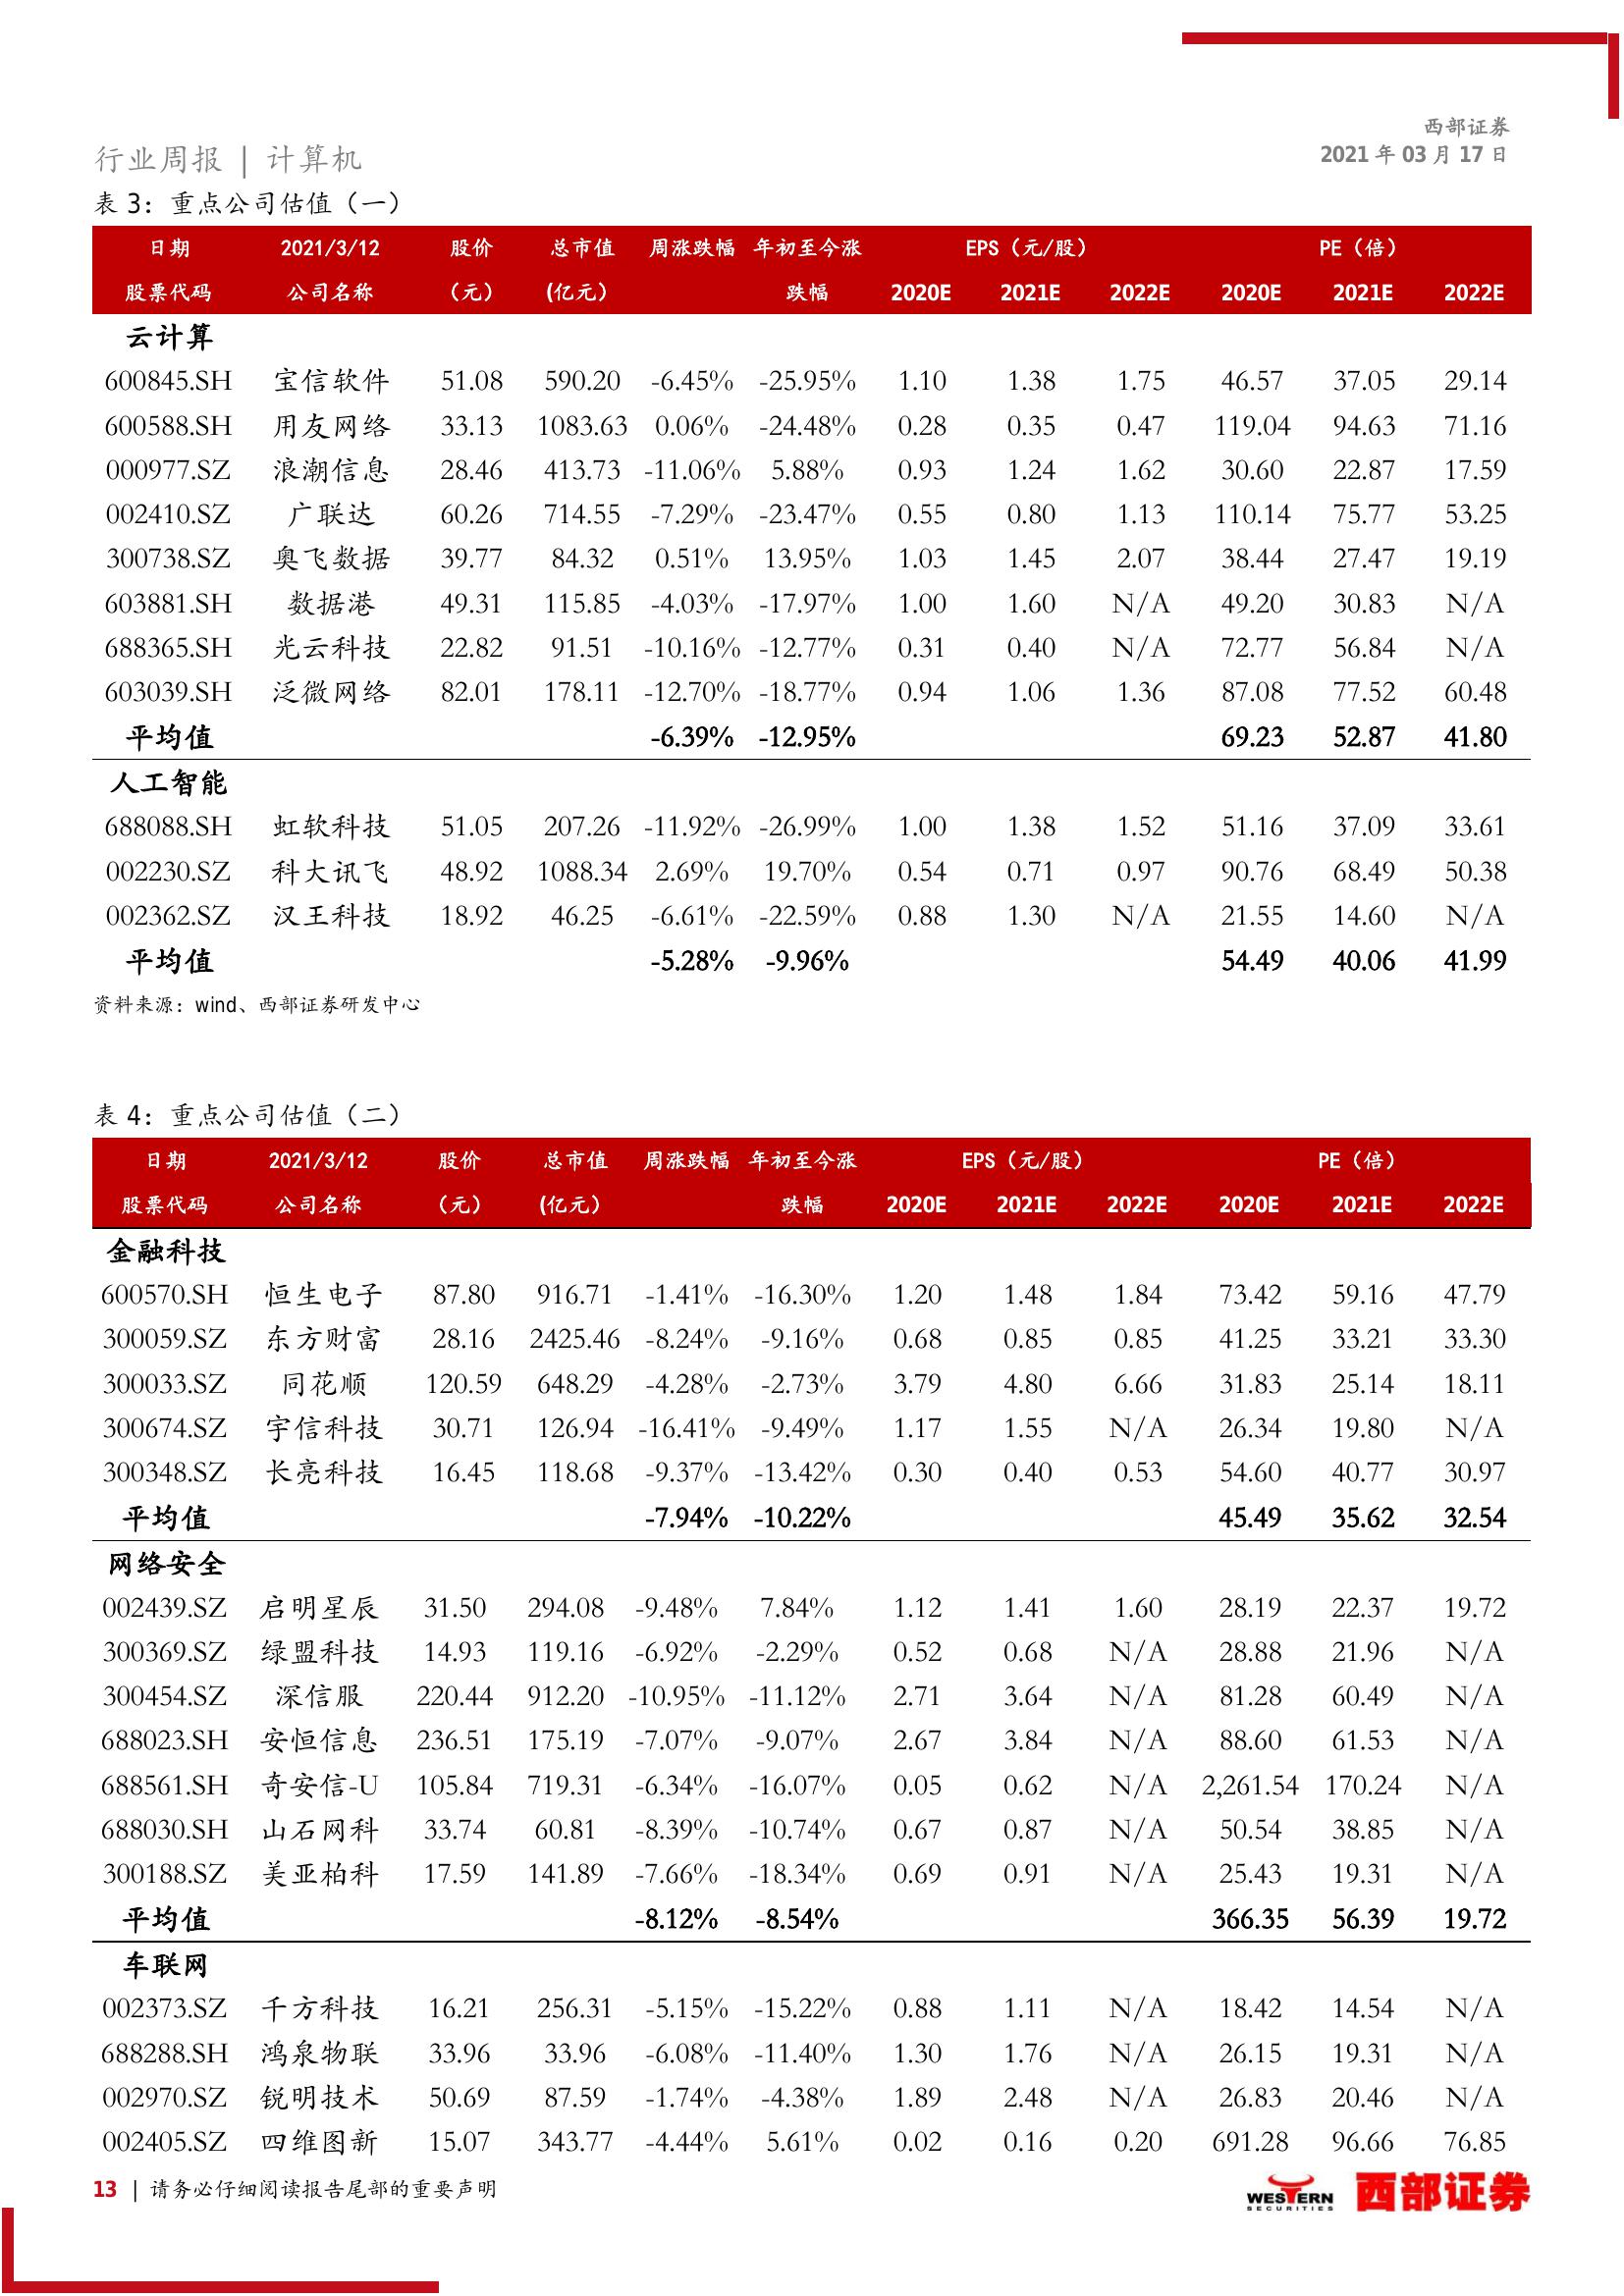 西部证券
2021 年 03 月 17 日
行业周报 | 计算机
表 3：重点公司估值（一）
日期 2021/3/12 股价 总市值 周涨跌幅 年初至今涨 EPS（元/股） PE（倍）
股票代码 公司名称 （元） (亿元） 跌幅 2020E 2021E 2022E 2020E 2021E 2022E
云计算
600845.SH 宝信软件 51.08 590.20 -6.45% -25.95% 1.10 1.38 1.75 46.57 37.05 29.14
600588.SH 用友网络 33.13 1083.63 0.06% -24.48% 0.28 0.35 0.47 119.04 94.63 71.16
000977.SZ 浪潮信息 28.46 413.73 -11.06% 5.88% 0.93 1.24 1.62 30.60 22.87 17.59
002410.SZ 广联达 60.26 714.55 -7.29% -23.47% 0.55 0.80 1.13 110.14 75.77 53.25
300738.SZ 奥飞数据 39.77 84.32 0.51% 13.95% 1.03 1.45 2.07 38.44 27.47 19.19
603881.SH 数据港 49.31 115.85 -4.03% -17.97% 1.00 1.60 N/A 49.20 30.83 N/A
688365.SH 光云科技 22.82 91.51 -10.16% -12.77% 0.31 0.40 N/A 72.77 56.84 N/A
603039.SH 泛微网络 82.01 178.11 -12.70% -18.77% 0.94 1.06 1.36 87.08 77.52 60.48
平均值 -6.39% -12.95% 69.23 52.87 41.80
人工智能
688088.SH 虹软科技 51.05 207.26 -11.92% -26.99% 1.00 1.38 1.52 51.16 37.09 33.61
002230.SZ 科大讯飞 48.92 1088.34 2.69% 19.70% 0.54 0.71 0.97 90.76 68.49 50.38
002362.SZ 汉王科技 18.92 46.25 -6.61% -22.59% 0.88 1.30 N/A 21.55 14.60 N/A
平均值 -5.28% -9.96% 54.49 40.06 41.99
资料来源：wind、西部证券研发中心
表 4：重点公司估值（二）
日期 2021/3/12 股价 总市值 周涨跌幅 年初至今涨 EPS（元/股） PE（倍）
股票代码 公司名称 （元） (亿元） 跌幅 2020E 2021E 2022E 2020E 2021E 2022E
金融科技
600570.SH 恒生电子 87.80 916.71 -1.41% -16.30% 1.20 1.48 1.84 73.42 59.16 47.79
300059.SZ 东方财富 28.16 2425.46 -8.24% -9.16% 0.68 0.85 0.85 41.25 33.21 33.30
300033.SZ 同花顺 120.59 648.29 -4.28% -2.73% 3.79 4.80 6.66 31.83 25.14 18.11
300674.SZ 宇信科技 30.71 126.94 -16.41% -9.49% 1.17 1.55 N/A 26.34 19.80 N/A
300348.SZ 长亮科技 16.45 118.68 -9.37% -13.42% 0.30 0.40 0.53 54.60 40.77 30.97
平均值 -7.94% -10.22% 45.49 35.62 32.54
网络安全
002439.SZ 启明星辰 31.50 294.08 -9.48% 7.84% 1.12 1.41 1.60 28.19 22.37 19.72
300369.SZ 绿盟科技 14.93 119.16 -6.92% -2.29% 0.52 0.68 N/A 28.88 21.96 N/A
300454.SZ 深信服 220.44 912.20 -10.95% -11.12% 2.71 3.64 N/A 81.28 60.49 N/A
688023.SH 安恒信息 236.51 175.19 -7.07% -9.07% 2.67 3.84 N/A 88.60 61.53 N/A
688561.SH 奇安信-U 105.84 719.31 -6.34% -16.07% 0.05 0.62 N/A 2,261.54 170.24 N/A
688030.SH 山石网科 33.74 60.81 -8.39% -10.74% 0.67 0.87 N/A 50.54 38.85 N/A
300188.SZ 美亚柏科 17.59 141.89 -7.66% -18.34% 0.69 0.91 N/A 25.43 19.31 N/A
平均值 -8.12% -8.54% 366.35 56.39 19.72
车联网
002373.SZ 千方科技 16.21 256.31 -5.15% -15.22% 0.88 1.11 N/A 18.42 14.54 N/A
688288.SH 鸿泉物联 33.96 33.96 -6.08% -11.40% 1.30 1.76 N/A 26.15 19.31 N/A
002970.SZ 锐明技术 50.69 87.59 -1.74% -4.38% 1.89 2.48 N/A 26.83 20.46 N/A
002405.SZ 四维图新 15.07 343.77 -4.44% 5.61% 0.02 0.16 0.20 691.28 96.66 76.85
13 | 请务必仔细阅读报告尾部的重要声明
WESTERN
SECURITIES
西部证券